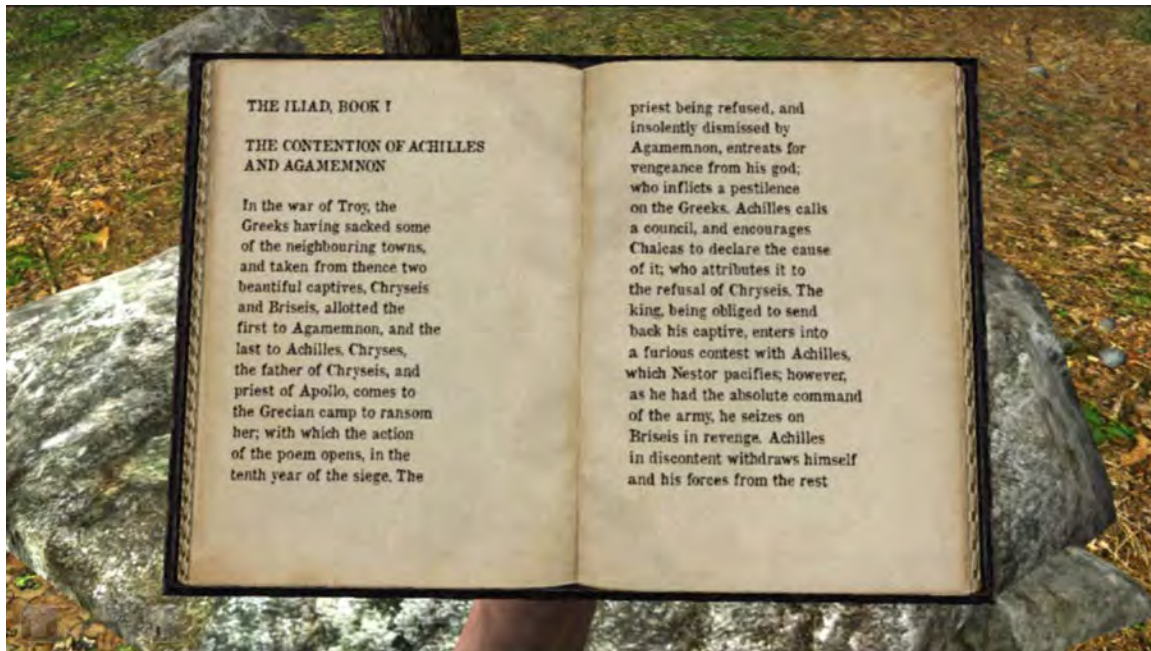 THE ILIAD, BOOK I
THE CONTENTION OF ACHILLES
AND AGAMEMNON
In the war of Troy, the
Greeks having sacked some
of the neighbouring towns,
and taken from thence two
beautiful captives, Chryseis
and Briseis, allotted the
first to Agamemnon, and the
last to Achilles. Chryses,
the father of Chryseis, and
priest of Apollo, comes to
the Grecian camp to ransom
her; with which the action
of the poem opens, in the
tenth year of the siege. The
priest being refused, and
insolently dismissed by
Agamemnon, entreats for
vengeance from his god;
who inflicts a pestilence
on the Greeks. Achilles calls
a council, and encourages
Chalcas to declare the cause
of it; who attributes it to
the refusal of Chryseis. The
king, being obliged to send
back his captive, enters into
a furious contest with Achilles,
which Nestor pacifies; however,
as he had the absolute command
of the army, he seizes on
Briseis in revenge. Achilles
in discontent withdraws himself
and his forces from the rest